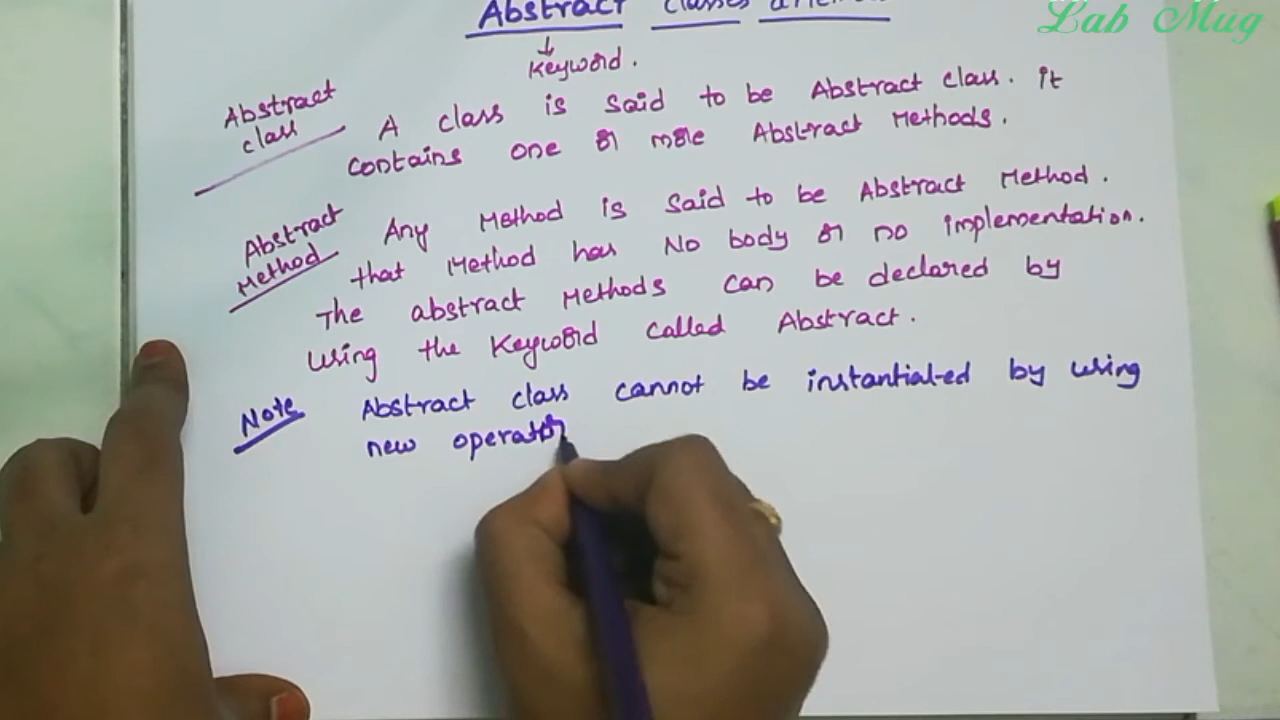 Lab Mug
Abstract classes
Keyword.
Abstract
class
A class is said to be Abstract class. it
contains one or more Abstract Methods.
Abstract
Method
Any Method is said to be Abstract Method.
that Method has No body or no implementation.
The abstract Methods can be declared by
using the Keyword called Abstract.
Note
Abstract class cannot be instantiated by using
new operator